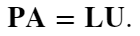 PA = LU.